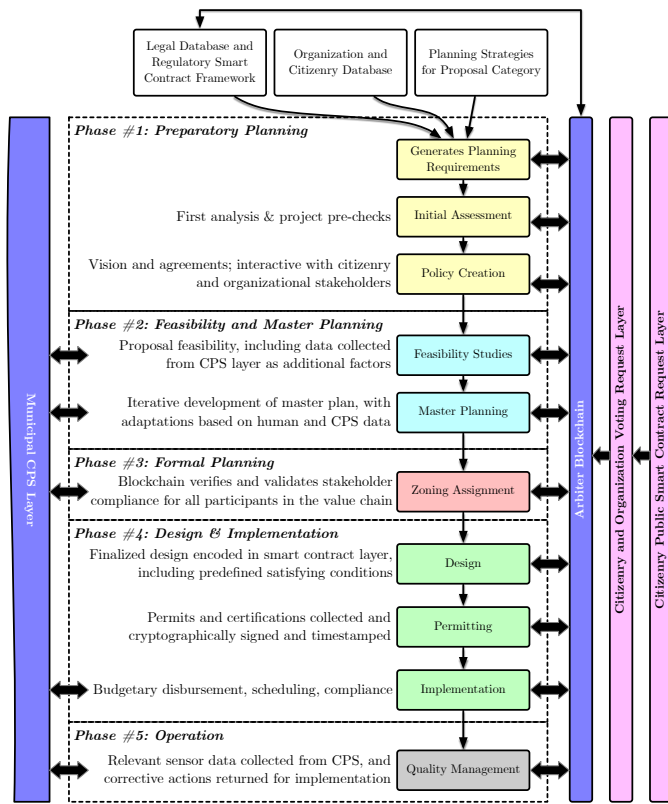 Legal Database and
Regulatory Smart
Contract Framework
Organization and
Citizenry Database
Planning Strategies
for Proposal Category
Phase #1: Preparatory Planning
Generates Planning
Requirements
First analysis & project pre-checks
Initial Assessment
Vision and agreements; interactive with citizenry
and organizational stakeholders
Policy Creation
Phase #2: Feasibility and Master Planning
Proposal feasibility, including data collected
from CPS layer as additional factors
Feasibility Studies
Iterative development of master plan, with
adaptations based on human and CPS data
Master Planning
Phase #3: Formal Planning
Blockchain verifies and validates stakeholder
compliance for all participants in the value chain
Zoning Assignment
Phase #4: Design & Implementation
Finalized design encoded in smart contract layer,
including predefined satisfying conditions
Design
Permits and certifications collected and
cryptographically signed and timestamped
Permitting
Budgetary disbursement, scheduling, compliance
Implementation
Phase #5: Operation
Relevant sensor data collected from CPS, and
corrective actions returned for implementation
Quality Management
Municipal CPS Layer
Arbiter Blockchain
Citizenry and Organization Voting Request Layer
Citizenry Public Smart Contract Request Layer